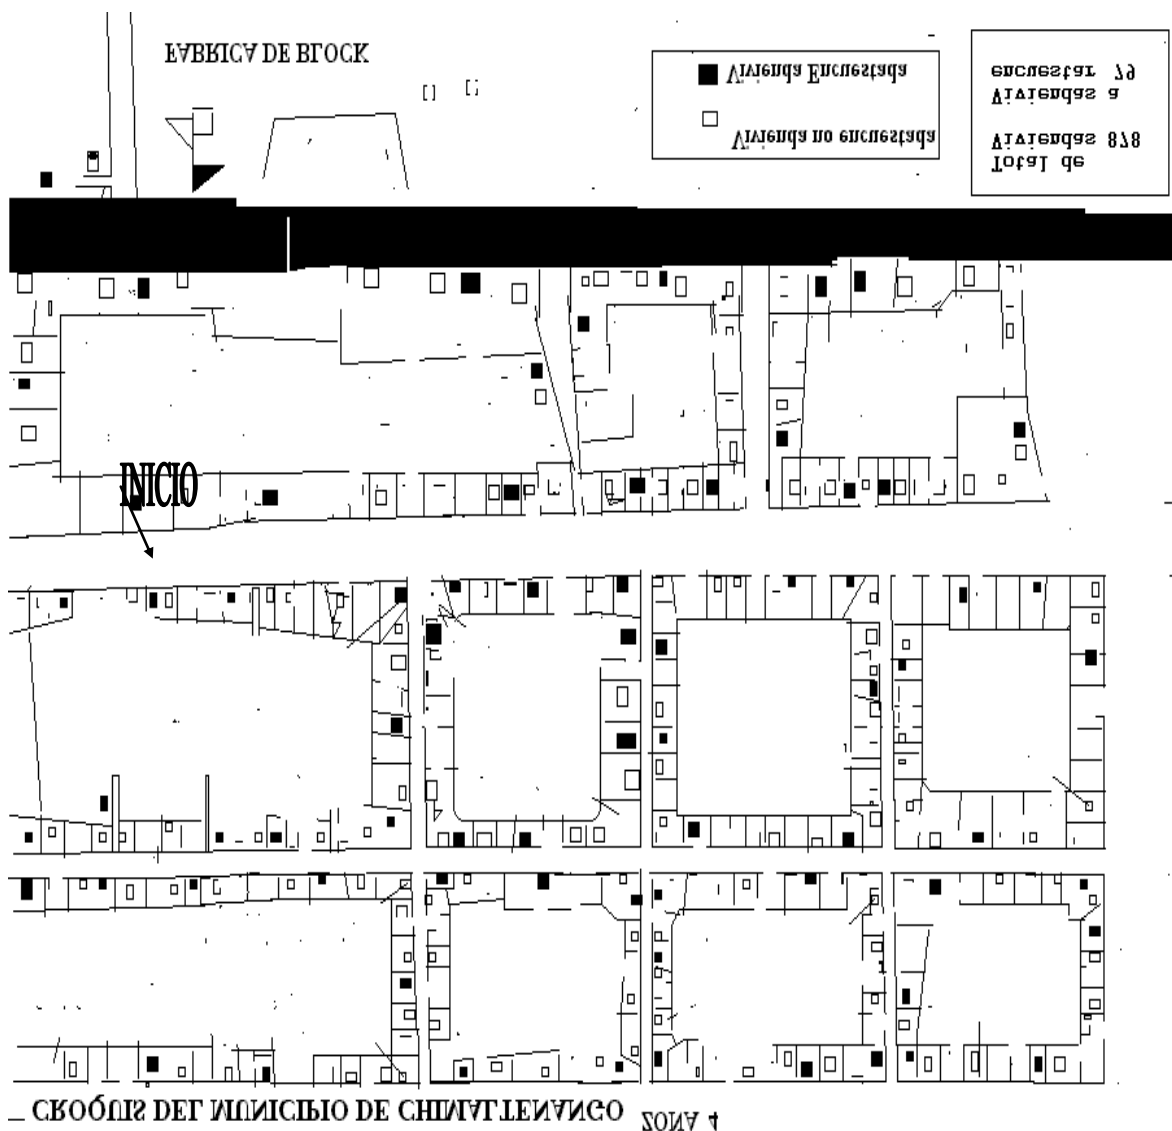 FABRICA DE BLOCK
Vivienda Encuestada
Vivienda no encuestada
Total de
Viviendas 878
Viviendas a
encuestar 79
INICIO
CROQUIS DEL MUNICIPIO DE CHIMALTENANGO ZONA 4